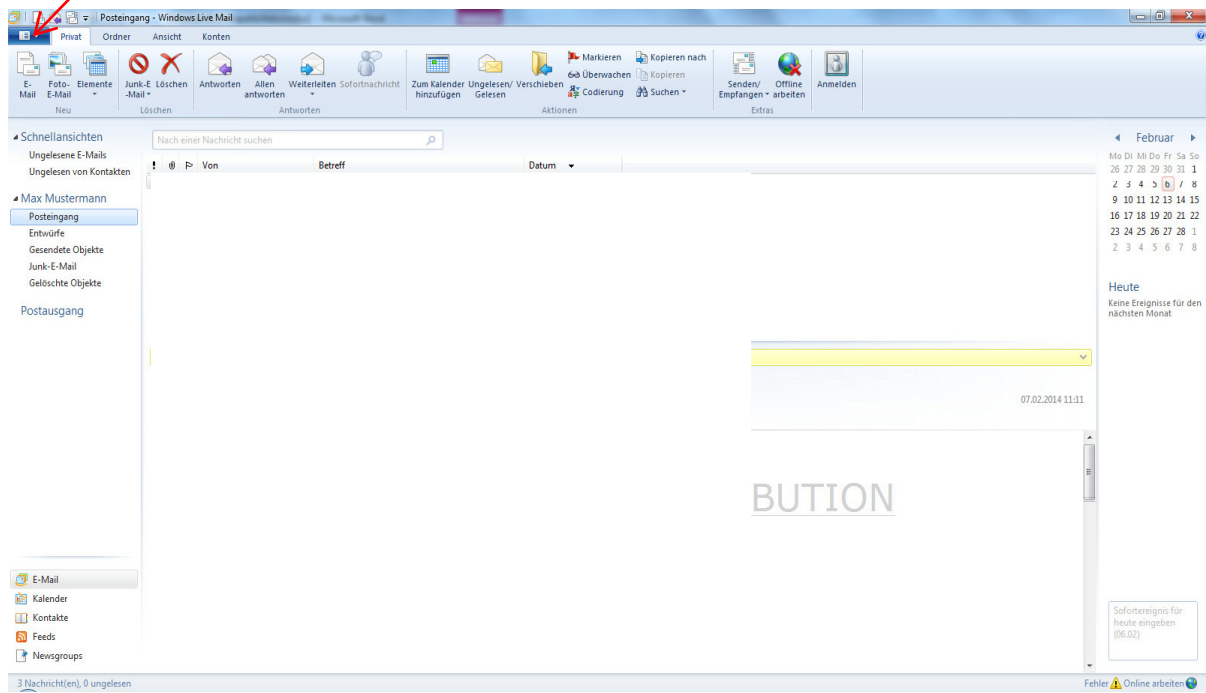 Posteingang - Windows Live Mail
Privat Ordner Ansicht Konten
E-Mail
Foto-E-Mail
Elemente
Neu
Junk-E-Mail
Löschen
Löschen
Antworten
Allen antworten
Weiterleiten
Sofortnachricht
Antworten
Zum Kalender hinzufügen
Ungelesen/Gelesen
Verschieben
Markieren
Überwachen
Codierung
Kopieren nach
Kopieren
Suchen
Aktionen
Senden/Empfangen
Offline arbeiten
Extras
Anmelden
Schnellansichten
Ungelesene E-Mails
Ungelesen von Kontakten
Max Mustermann
Posteingang
Entwürfe
Gesendete Objekte
Junk-E-Mail
Gelöschte Objekte
Postausgang
E-Mail
Kalender
Kontakte
Feeds
Newsgroups
Nach einer Nachricht suchen
! Von Betreff Datum
07.02.2014 11:11
BUTION
Februar
Mo Di Mi Do Fr Sa So
26 27 28 29 30 31 1
2 3 4 5 6 7 8
9 10 11 12 13 14 15
16 17 18 19 20 21 22
23 24 25 26 27 28 1
2 3 4 5 6 7 8
Heute
Keine Ereignisse für den
nächsten Monat
Sofortereignis für
heute eingeben
(06.02)
3 Nachricht(en), 0 ungelesen
Fehler Online arbeiten